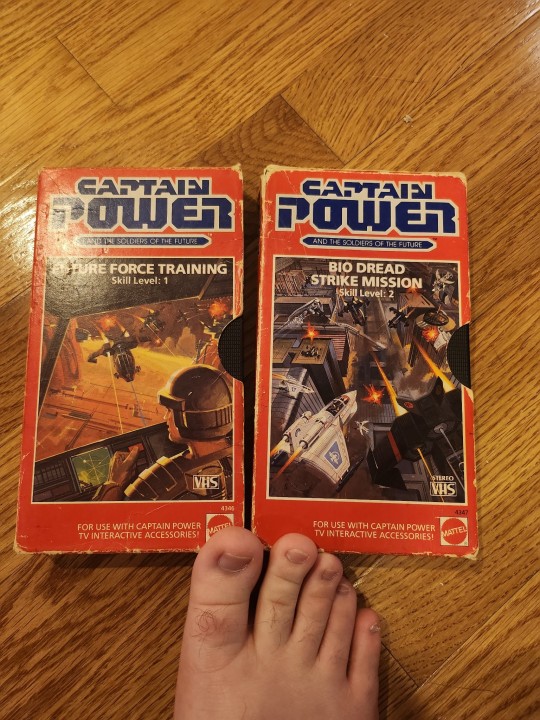 CAPTAIN
POWER
AND THE SOLDIERS OF THE FUTURE
FUTURE FORCE TRAINING
Skill Level: 1
VHS
4346
FOR USE WITH CAPTAIN POWER
TV INTERACTIVE ACCESSORIES!
MATTEL
CAPTAIN
POWER
AND THE SOLDIERS OF THE FUTURE
BIO DREAD
STRIKE MISSION
Skill Level: 2
STEREO
VHS
4347
FOR USE WITH CAPTAIN POWER
TV INTERACTIVE ACCESSORIES!
MATTEL